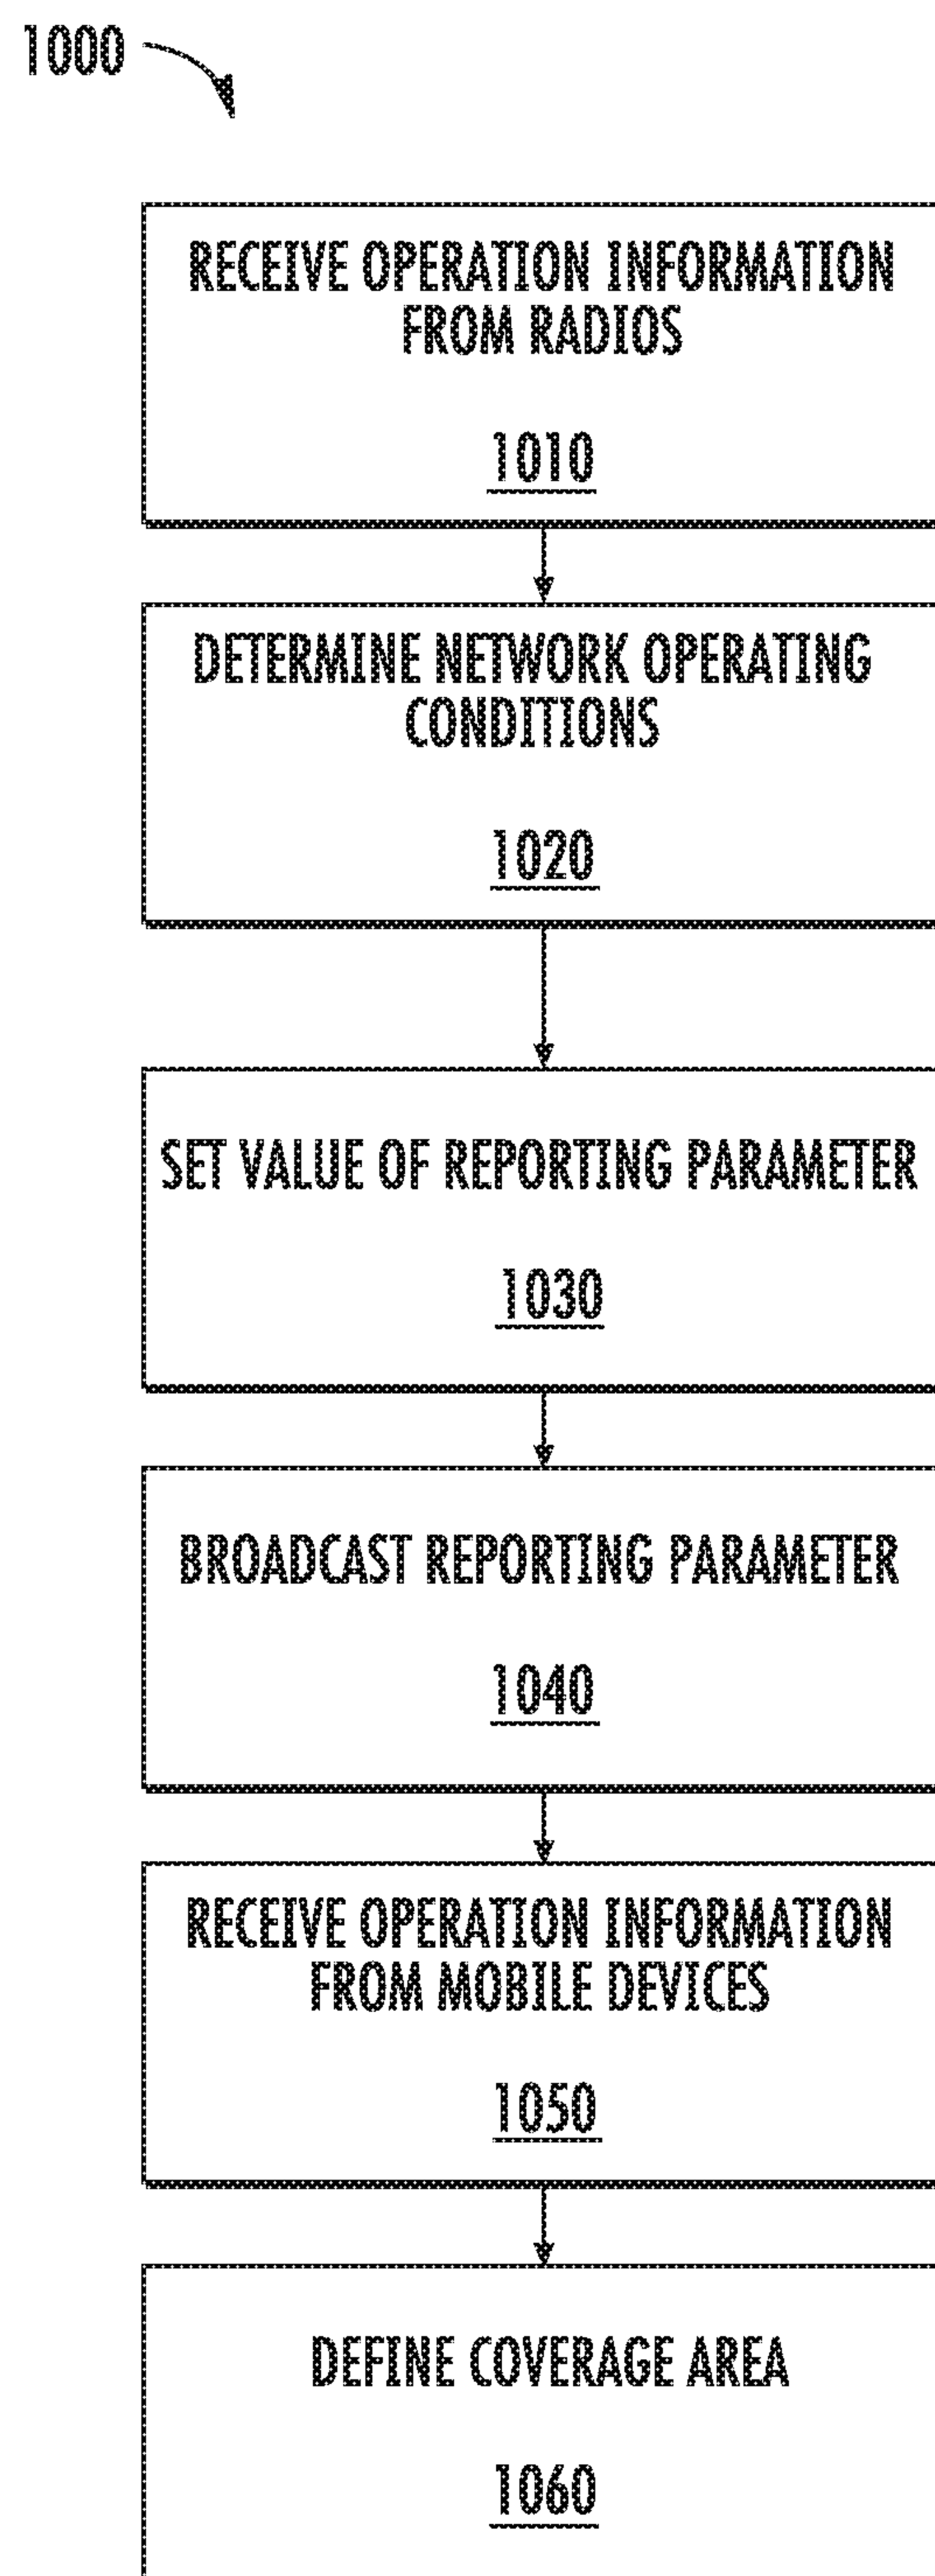 1000
RECEIVE OPERATION INFORMATION
FROM RADIOS
1010
DETERMINE NETWORK OPERATING
CONDITIONS
1020
SET VALUE OF REPORTING PARAMETER
1030
BROADCAST REPORTING PARAMETER
1040
RECEIVE OPERATION INFORMATION
FROM MOBILE DEVICES
1050
DEFINE COVERAGE AREA
1060